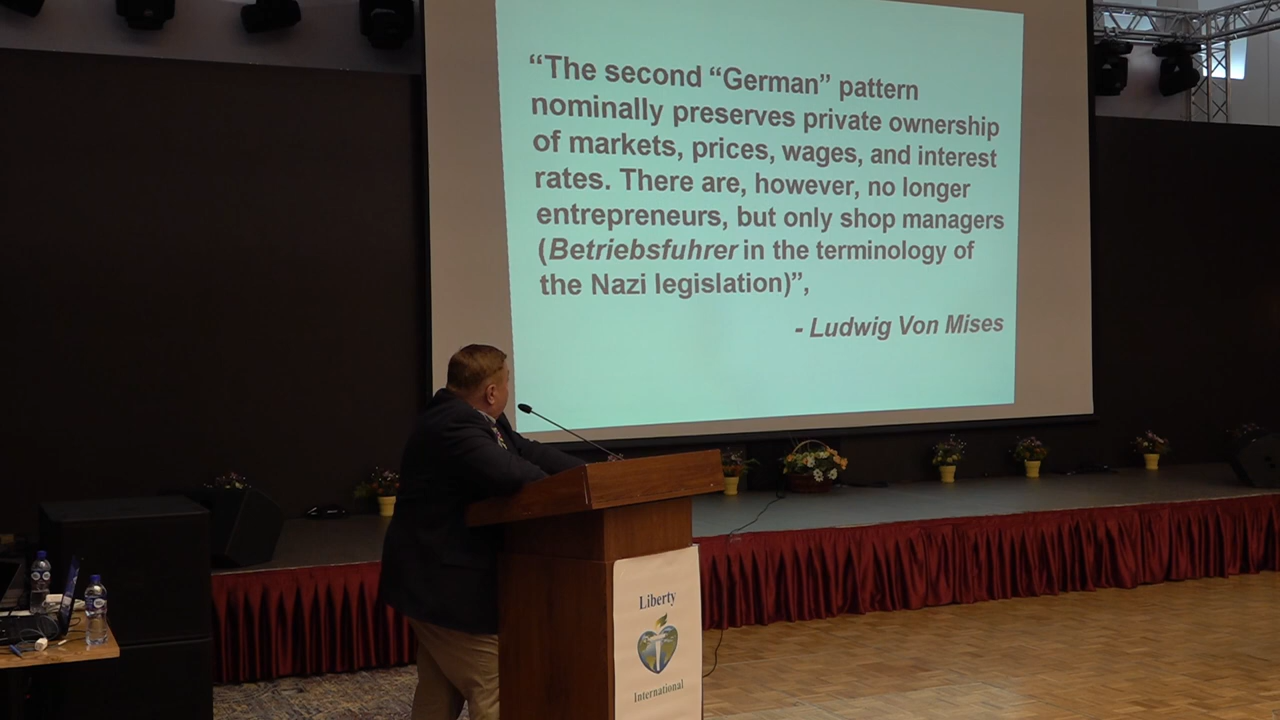 “The second “German” pattern
nominally preserves private ownership
of markets, prices, wages, and interest
rates. There are, however, no longer
entrepreneurs, but only shop managers
(Betriebsfuhrer in the terminology of
the Nazi legislation)”,
- Ludwig Von Mises
Liberty
International